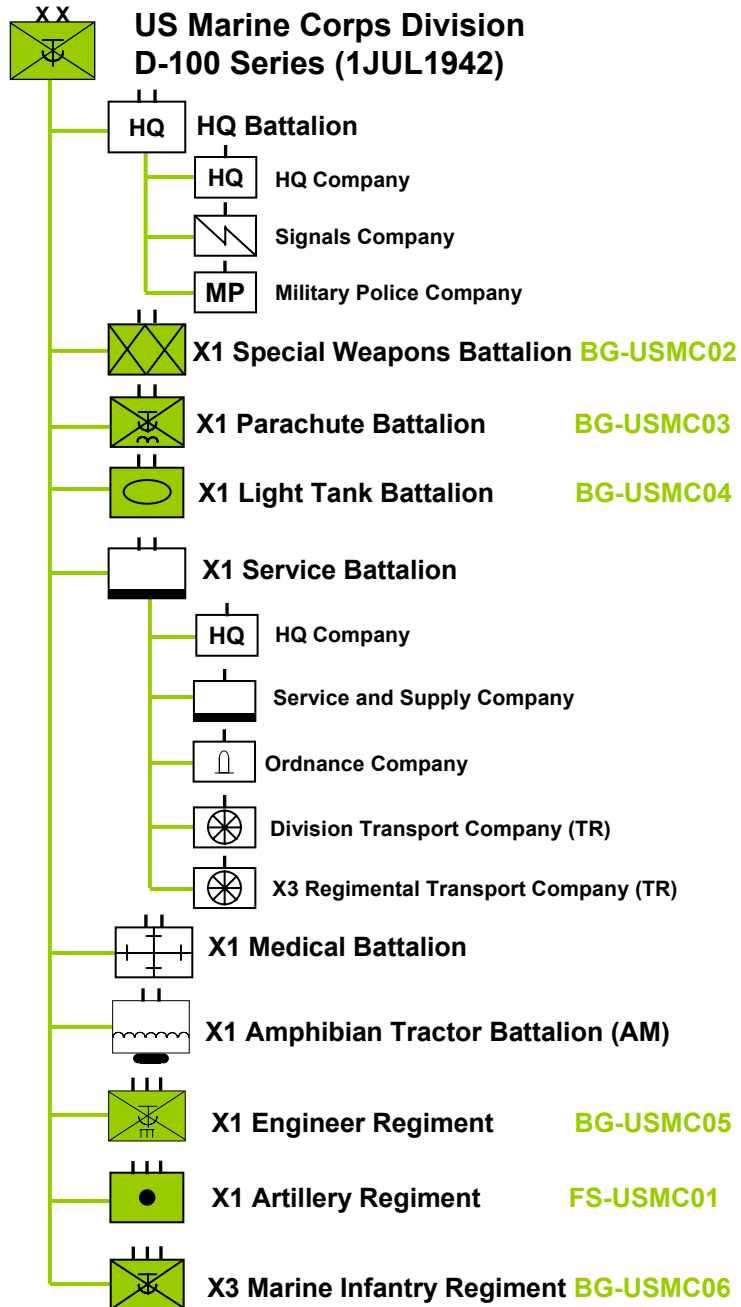 X X
US Marine Corps Division
D-100 Series (1JUL1942)
HQ HQ Battalion
HQ HQ Company
Signals Company
MP Military Police Company
X1 Special Weapons Battalion BG-USMC02
X1 Parachute Battalion BG-USMC03
X1 Light Tank Battalion BG-USMC04
X1 Service Battalion
HQ HQ Company
Service and Supply Company
Ordnance Company
Division Transport Company (TR)
X3 Regimental Transport Company (TR)
X1 Medical Battalion
X1 Amphibian Tractor Battalion (AM)
X1 Engineer Regiment BG-USMC05
X1 Artillery Regiment FS-USMC01
X3 Marine Infantry Regiment BG-USMC06